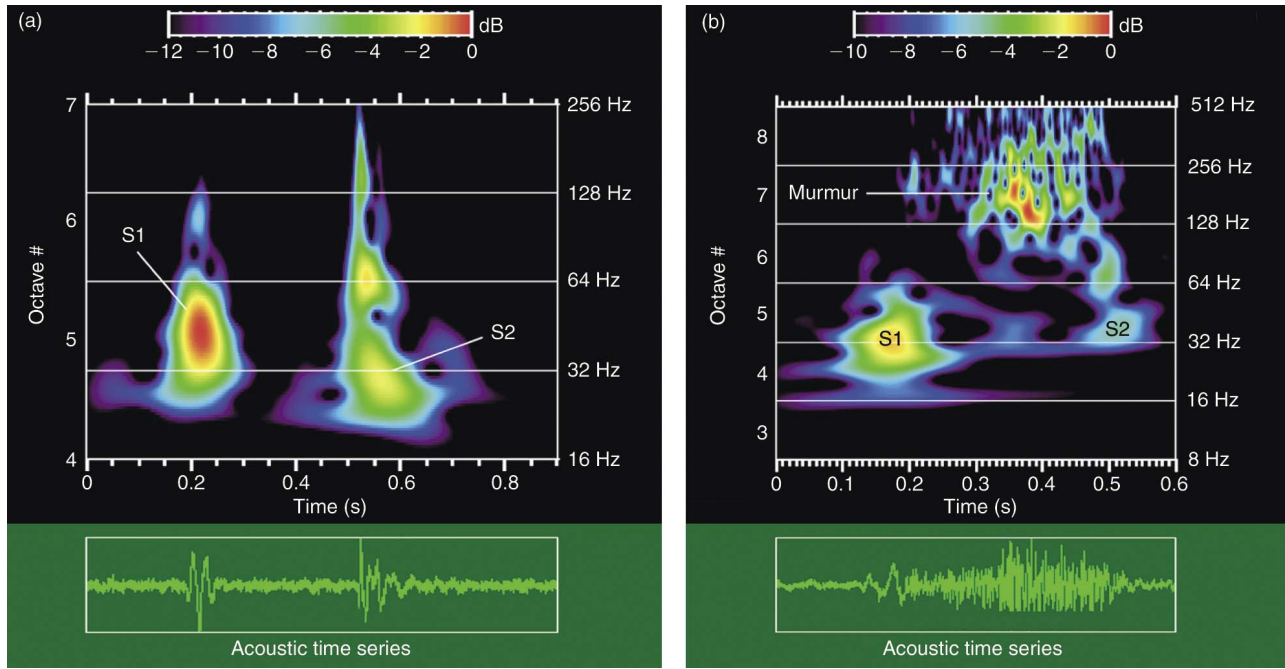 (a)
dB
−12 −10 −8 −6 −4 −2 0
7
256 Hz
128 Hz
6
S1
64 Hz
Octave #
5
S2
32 Hz
4
16 Hz
0 0.2 0.4 0.6 0.8
Time (s)
Acoustic time series
(b)
dB
−10 −8 −6 −4 −2 0
512 Hz
8
256 Hz
Murmur
7
128 Hz
6
64 Hz
Octave #
5
S1
S2
32 Hz
4
16 Hz
3
8 Hz
0 0.1 0.2 0.3 0.4 0.5 0.6
Time (s)
Acoustic time series